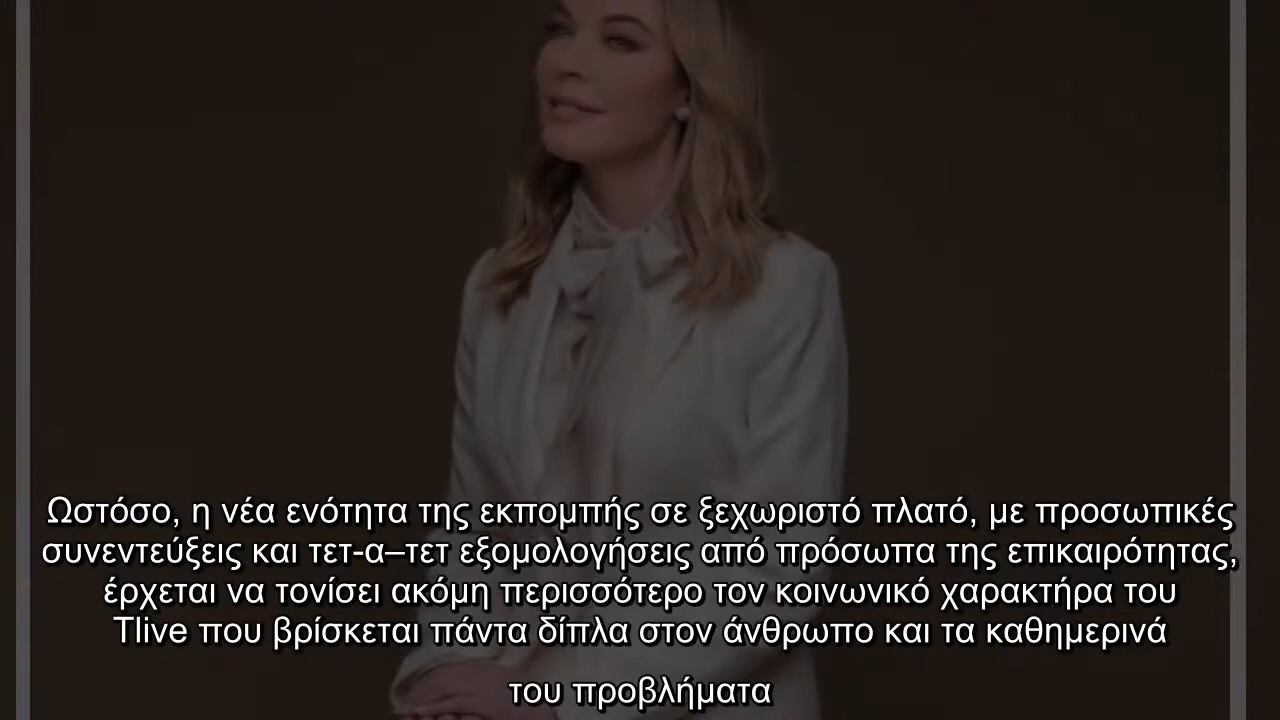 Ωστόσο, η νέα ενότητα της εκπομπής σε ξεχωριστό πλατό, με προσωπικές
συνεντεύξεις και τετ-α–τετ εξομολογήσεις από πρόσωπα της επικαιρότητας,
έρχεται να τονίσει ακόμη περισσότερο τον κοινωνικό χαρακτήρα του
Tlive που βρίσκεται πάντα δίπλα στον άνθρωπο και τα καθημερινά
του προβλήματα